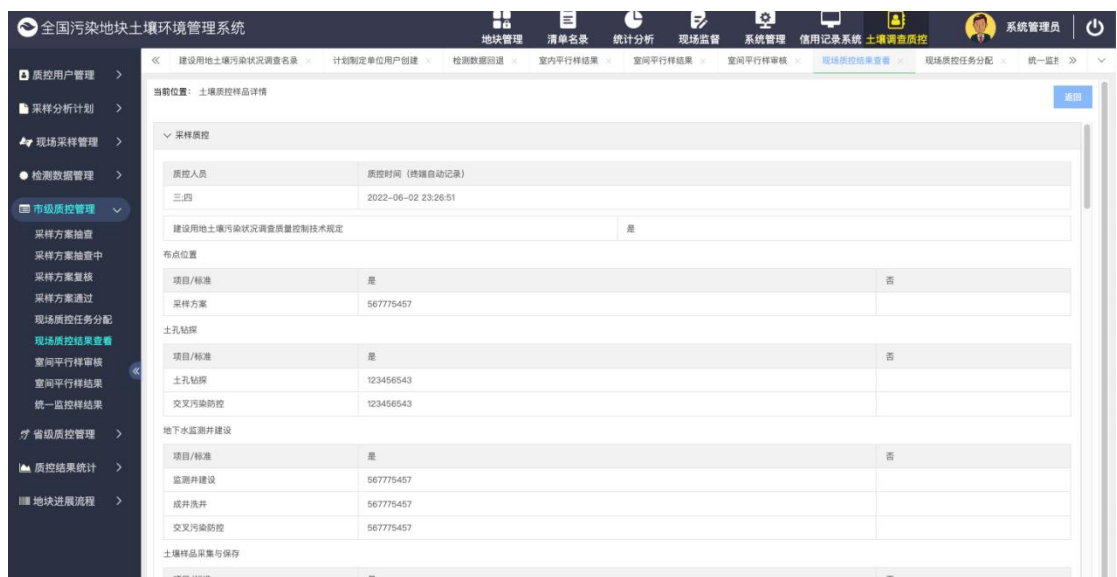 全国污染地块土壤环境管理系统
地块管理 清单名录 统计分析 现场监督 系统管理 信用记录系统 土壤调查质控 系统管理员
建设用地土壤污染状况调查名录 计划制定单位用户创建 检测数据回退 室内平行样结果 室间平行样结果 室间平行样审核 现场质控结果查看 现场质控任务分配 统一监
质控用户管理
采样分析计划
现场采样管理
检测数据管理
市级质控管理
采样方案抽查
采样方案抽查中
采样方案复核
采样方案通过
现场质控任务分配
现场质控结果查看
室间平行样审核
室间平行样结果
统一监控样结果
省级质控管理
质控结果统计
地块进展流程
当前位置： 土壤质控样品详情
返回
采样质控
质控人员 质控时间（终端自动记录）
三;四 2022-06-02 23:26:51
建设用地土壤污染状况调查质量控制技术规定 是
布点位置
项目/标准 是 否
采样方案 567775457
土孔钻探
项目/标准 是 否
土孔钻探 123456543
交叉污染防控 123456543
地下水监测井建设
项目/标准 是 否
监测井建设 567775457
成井洗井 567775457
交叉污染防控 567775457
土壤样品采集与保存